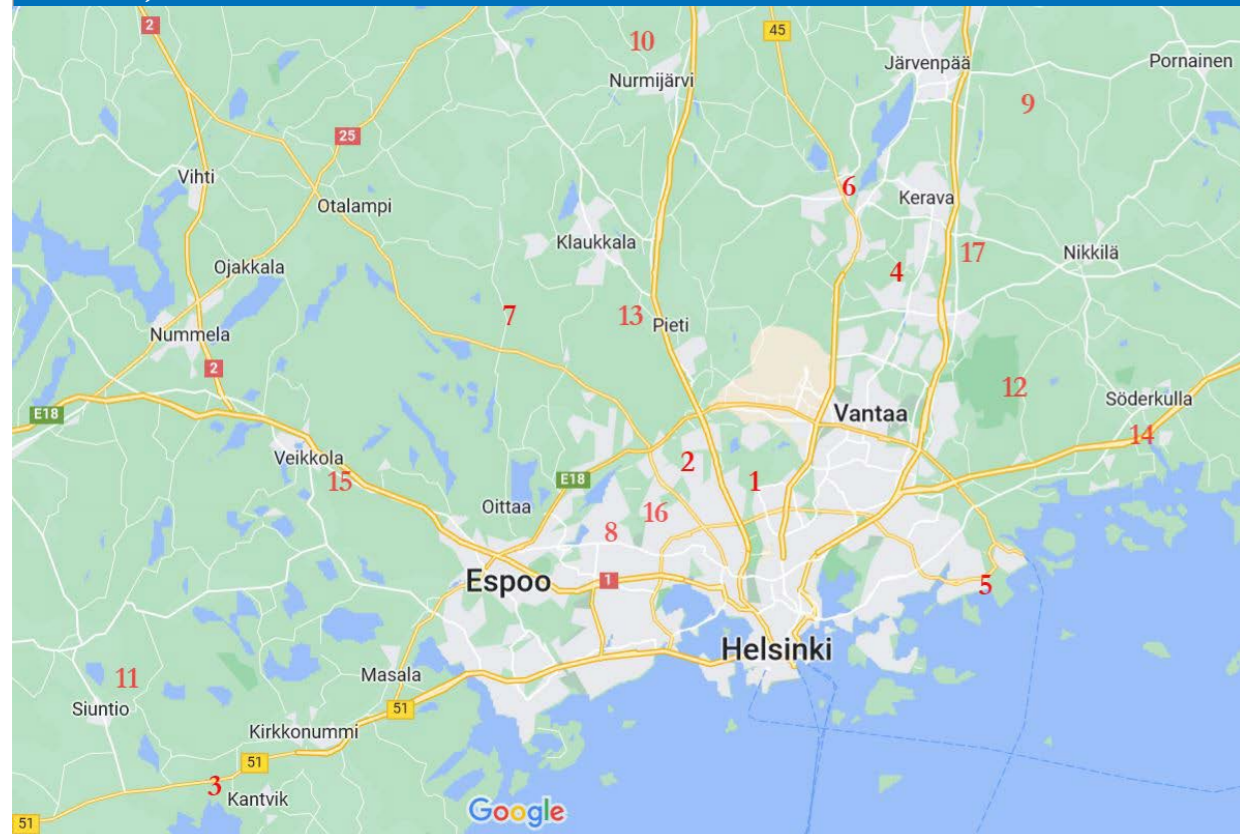 2
10
45
Järvenpää
Pornainen
Nurmijärvi
9
25
Vihti
6
Kerava
Otalampi
Klaukkala
17
Nikkilä
Ojakkala
4
7
13
Pieti
Nummela
2
12
Söderkulla
E18
Vantaa
14
Veikkola
2
15
E18
1
Oittaa
16
8
Espoo
1
5
Helsinki
Masala
11
Siuntio
51
Kirkkonummi
51
3
Kantvik
Google
51